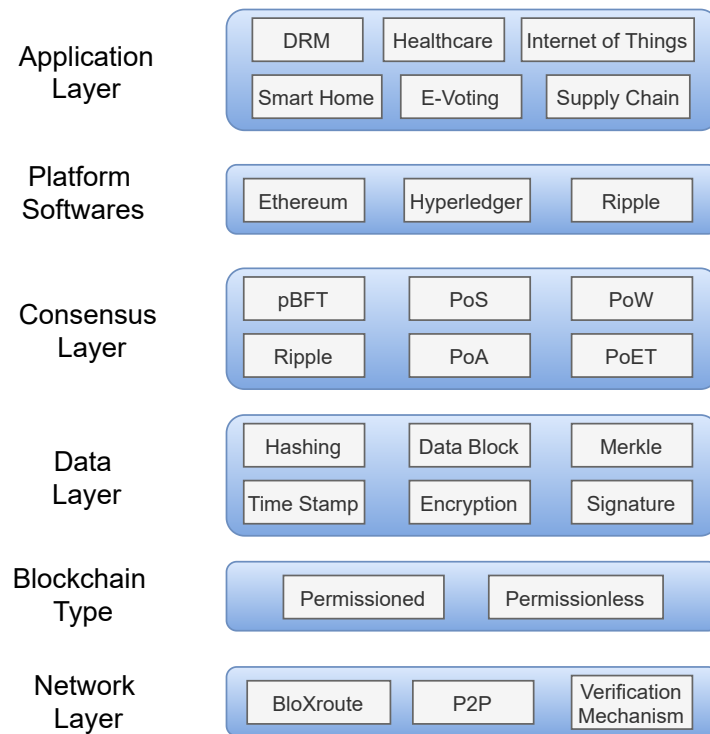 Application
Layer
DRM
Healthcare
Internet of Things
Smart Home
E-Voting
Supply Chain
Platform
Softwares
Ethereum
Hyperledger
Ripple
Consensus
Layer
pBFT
PoS
PoW
Ripple
PoA
PoET
Data
Layer
Hashing
Data Block
Merkle
Time Stamp
Encryption
Signature
Blockchain
Type
Permissioned
Permissionless
Network
Layer
BloXroute
P2P
Verification
Mechanism